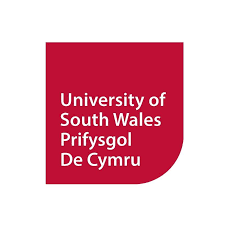 University of
South Wales
Prifysgol
De Cymru